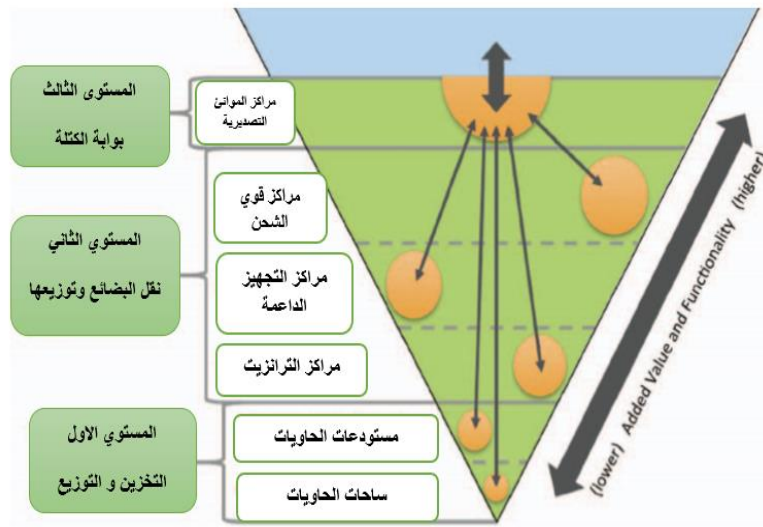 المستوى الثالث
بوابة الكتلة
مراكز الموانئ
التصديرية
المستوي الثاني
نقل البضائع وتوزيعها
مراكز قوي
الشحن
مراكز التجهيز
الداعمة
مراكز الترانزيت
المستوي الاول
التخزين و التوزيع
مستودعات الحاويات
ساحات الحاويات
(lower) Added Value and Functionality (higher)